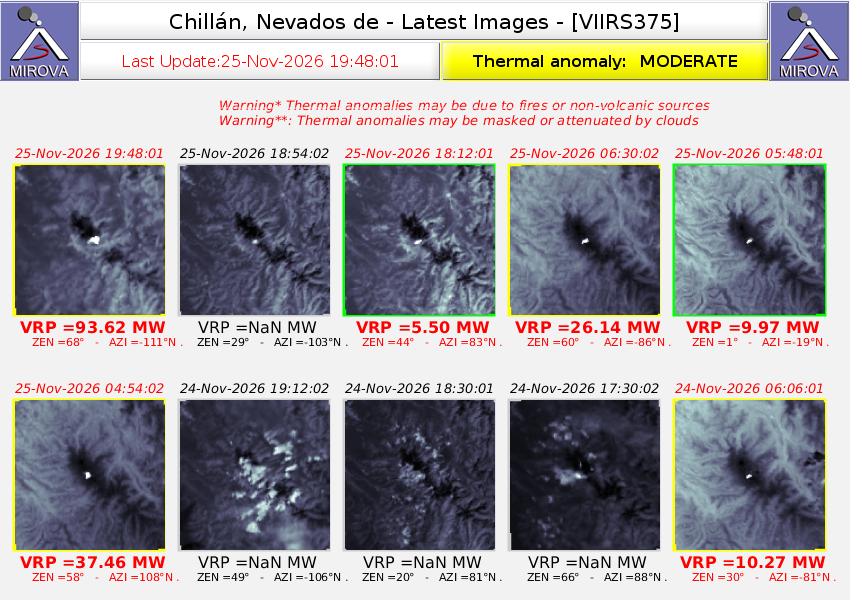 Chillán, Nevados de - Latest Images - [VIIRS375]
MIROVA
Last Update:25-Nov-2026 19:48:01
Thermal anomaly: MODERATE
MIROVA
Warning* Thermal anomalies may be due to fires or non-volcanic sources
Warning**: Thermal anomalies may be masked or attenuated by clouds
25-Nov-2026 19:48:01 25-Nov-2026 18:54:02 25-Nov-2026 18:12:01 25-Nov-2026 06:30:02 25-Nov-2026 05:48:01
VRP =93.62 MW VRP =NaN MW VRP =5.50 MW VRP =26.14 MW VRP =9.97 MW
ZEN =68° - AZI =-111°N . ZEN =29° - AZI =-103°N . ZEN =44° - AZI =83°N . ZEN =60° - AZI =-86°N . ZEN =1° - AZI =-19°N .
25-Nov-2026 04:54:02 24-Nov-2026 19:12:02 24-Nov-2026 18:30:01 24-Nov-2026 17:30:02 24-Nov-2026 06:06:01
VRP =37.46 MW VRP =NaN MW VRP =NaN MW VRP =NaN MW VRP =10.27 MW
ZEN =58° - AZI =108°N . ZEN =49° - AZI =-106°N . ZEN =20° - AZI =81°N . ZEN =66° - AZI =88°N . ZEN =30° - AZI =-81°N .